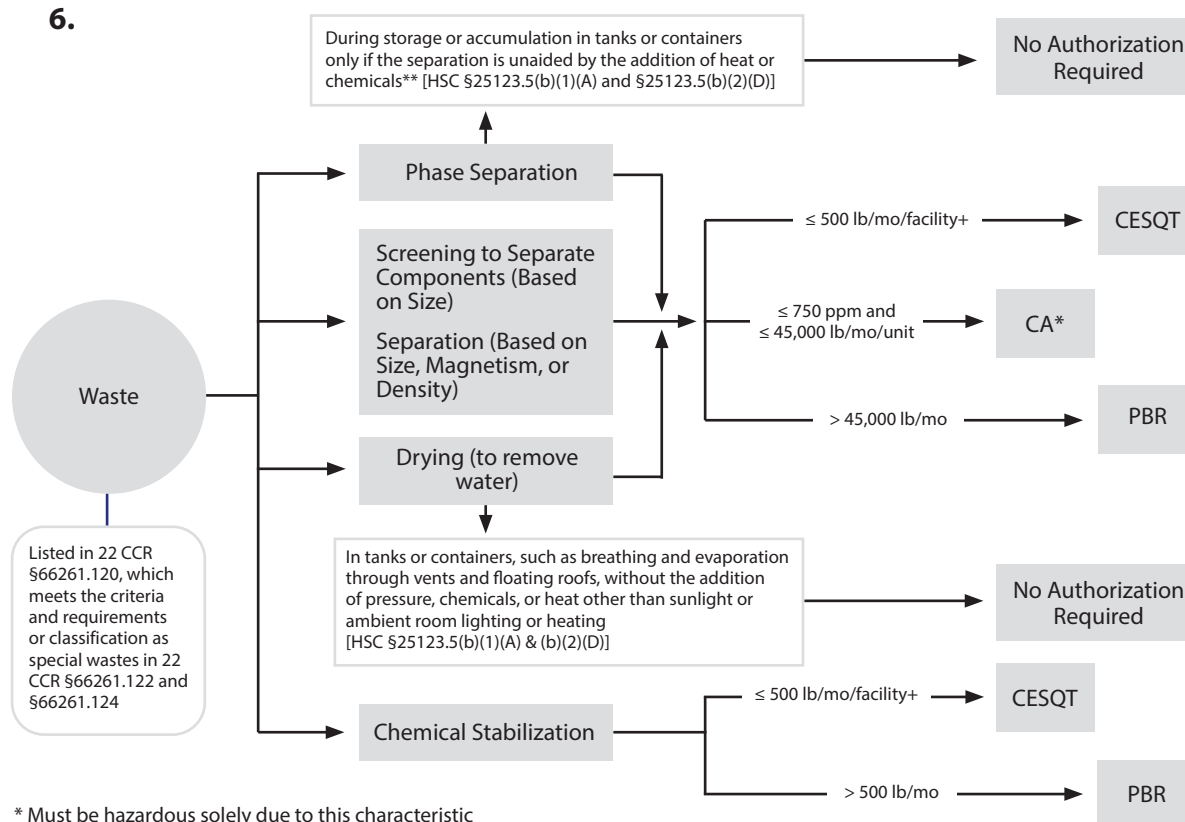 6.
During storage or accumulation in tanks or containers
only if the separation is unaided by the addition of heat or
chemicals** [HSC §25123.5(b)(1)(A) and §25123.5(b)(2)(D)]
No Authorization
Required
Phase Separation
Screening to Separate
Components (Based
on Size)
Separation (Based on
Size, Magnetism, or
Density)
≤ 500 lb/mo/facility+
CESQT
≤ 750 ppm and
≤ 45,000 lb/mo/unit
CA*
> 45,000 lb/mo
PBR
Waste
Drying (to remove
water)
Listed in 22 CCR
§66261.120, which
meets the criteria
and requirements
or classification as
special wastes in 22
CCR §66261.122 and
§66261.124
In tanks or containers, such as breathing and evaporation
through vents and floating roofs, without the addition
of pressure, chemicals, or heat other than sunlight or
ambient room lighting or heating
[HSC §25123.5(b)(1)(A) & (b)(2)(D)]
No Authorization
Required
Chemical Stabilization
≤ 500 lb/mo/facility+
CESQT
> 500 lb/mo
PBR
* Must be hazardous solely due to this characteristic